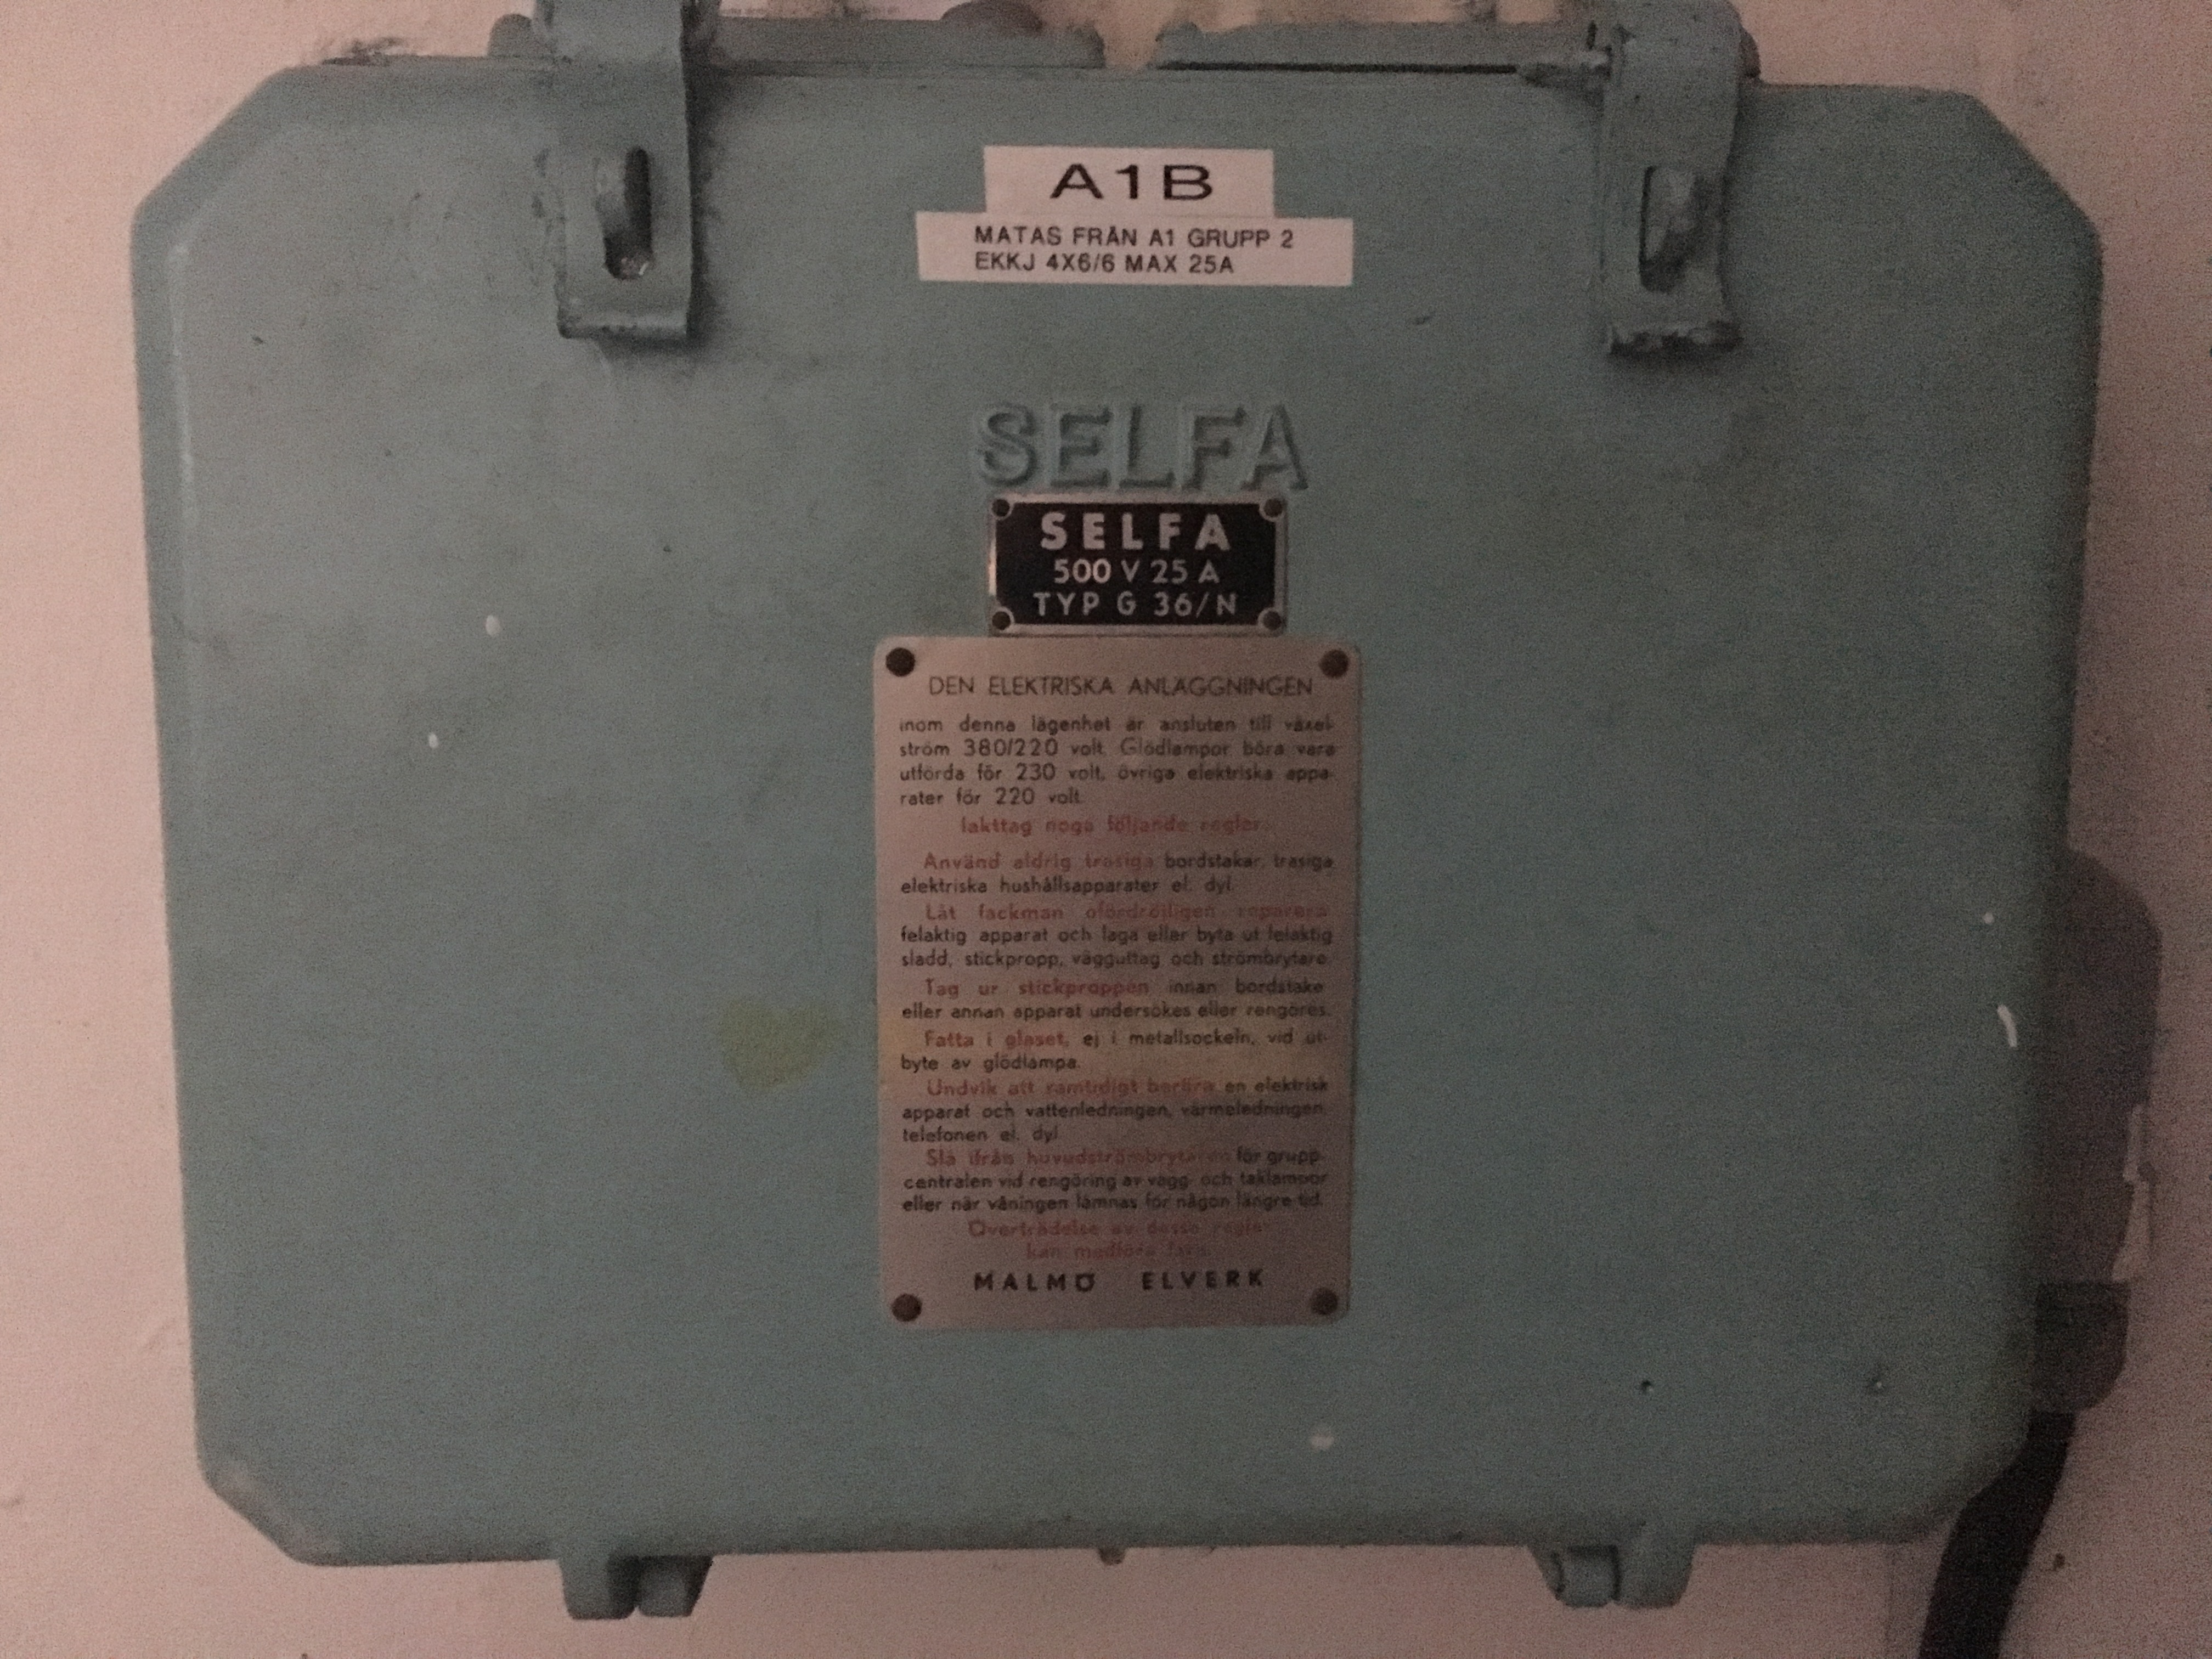 A1B
MATAS FRÅN A1 GRUPP 2
EKKJ 4X6/6 MAX 25A
SELFA
SELFA
500 V 25 A
TYP G 36/N
DEN ELEKTRISKA ANLÄGGNINGEN
inom denna lägenhet är ansluten till växel-
ström 380/220 volt. Glödlampor böra vara
utförda för 230 volt, övriga elektriska appa-
rater för 220 volt.
Iakttag noga följande regler:
Använd aldrig trasiga bordstakar, trasiga
elektriska hushållsapparater el. dyl.
Låt fackman ofördröjligen reparera
felaktig apparat och laga eller byta ut felaktig
sladd, stickpropp, vägguttag och strömbrytare.
Tag ur stickproppen innan bordstake
eller annan apparat undersökes eller rengöres.
Fatta i glaset, ej i metallsockeln, vid ut-
byte av glödlampa.
Undvik att samtidigt beröra en elektrisk
apparat och vattenledningen, värmeledningen,
telefonen el. dyl.
Slå ifrån huvudströmbrytaren för grupp-
centralen vid rengöring av vägg- och taklampor
eller när våningen lämnas för någon längre tid.
Överträdelse av dessa regler
kan medföra fara.
MALMÖ ELVERK